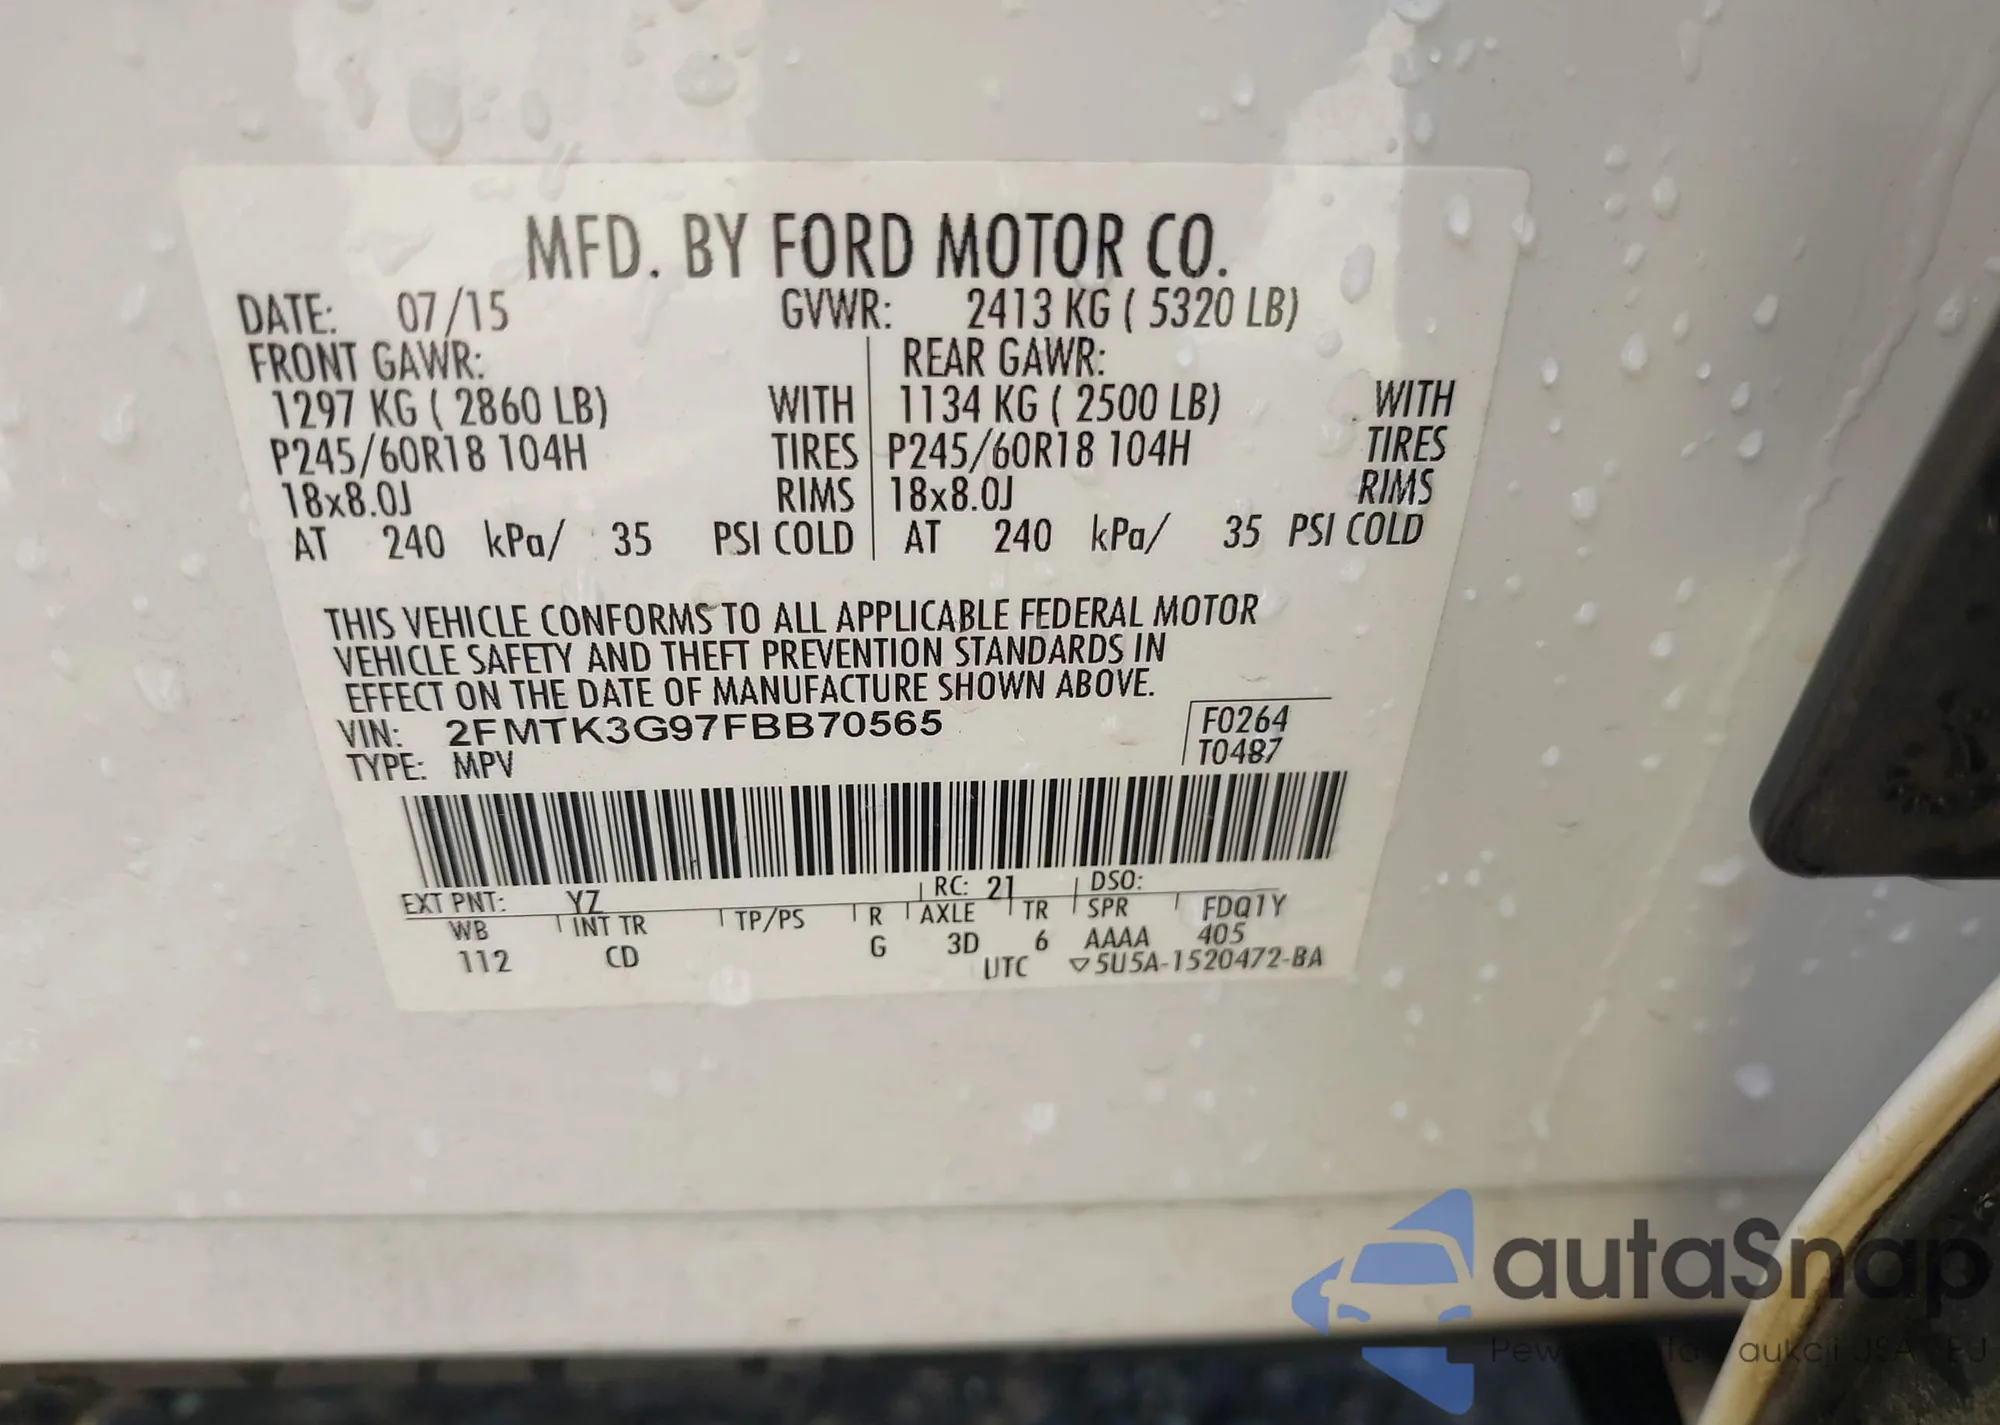 MFD. BY FORD MOTOR CO.
DATE: 07/15 GVWR: 2413 KG ( 5320 LB)
FRONT GAWR: REAR GAWR:
1297 KG ( 2860 LB) WITH 1134 KG ( 2500 LB) WITH
P245/60R18 104H TIRES P245/60R18 104H TIRES
18x8.0J RIMS 18x8.0J RIMS
AT 240 kPa/ 35 PSI COLD AT 240 kPa/ 35 PSI COLD
THIS VEHICLE CONFORMS TO ALL APPLICABLE FEDERAL MOTOR
VEHICLE SAFETY AND THEFT PREVENTION STANDARDS IN
EFFECT ON THE DATE OF MANUFACTURE SHOWN ABOVE.
VIN: 2FMTK3G97FBB70565 F0264
TYPE: MPV T0487
EXT PNT: YZ RC: 21 DSO:
WB INT TR TP/PS R AXLE TR SPR FDQ1Y
112 CD G 3D 6 AAAA 405
UTC ▽5U5A-1520472-BA
autaSnap
aukcji USA